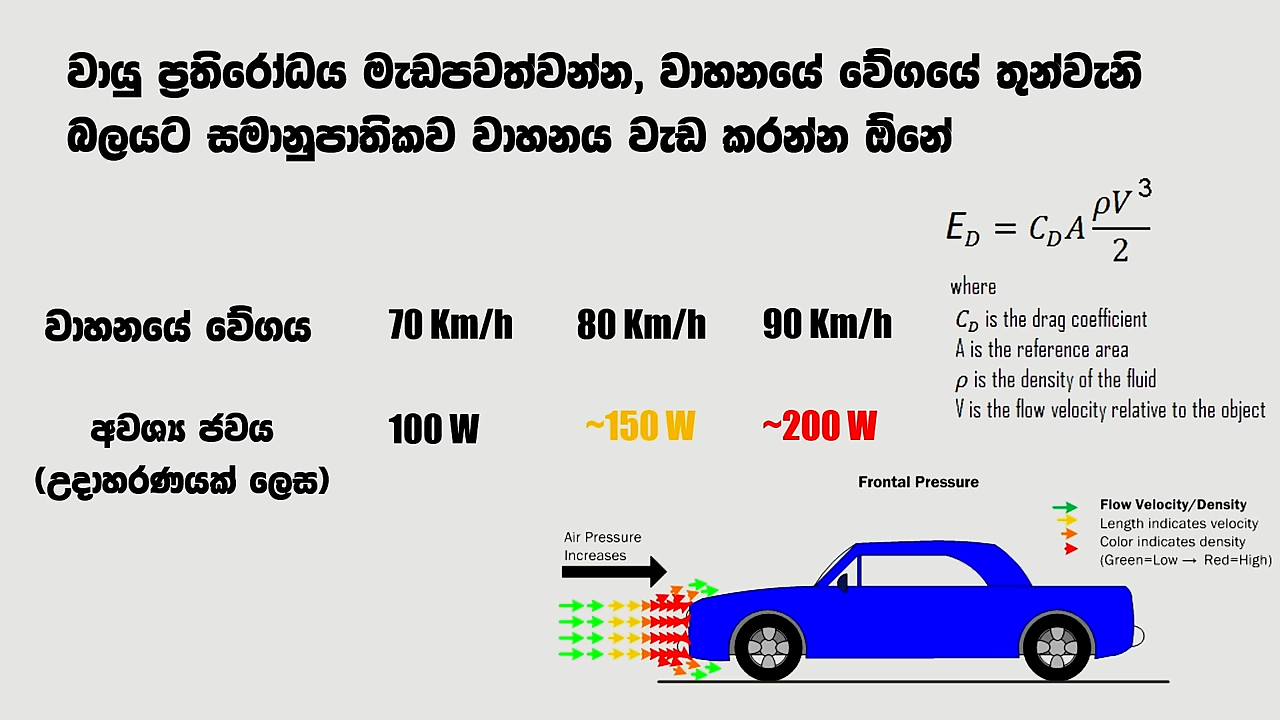 වායු ප්‍රතිරෝධය මැඩපවත්වන්න, වාහනයේ වේගයේ තුන්වැනි
බලයට සමානුපාතිකව වාහනය වැඩ කරන්න ඕනේ
E_D = C_D A ρV³/2
where
C_D is the drag coefficient
A is the reference area
ρ is the density of the fluid
V is the flow velocity relative to the object
වාහනයේ වේගය 70 Km/h 80 Km/h 90 Km/h
අවශ්‍ය ජවය 100 W ~150 W ~200 W
(උදාහරණයක් ලෙස)
Frontal Pressure
Flow Velocity/Density
Length indicates velocity
Color indicates density
(Green=Low → Red=High)
Air Pressure
Increases